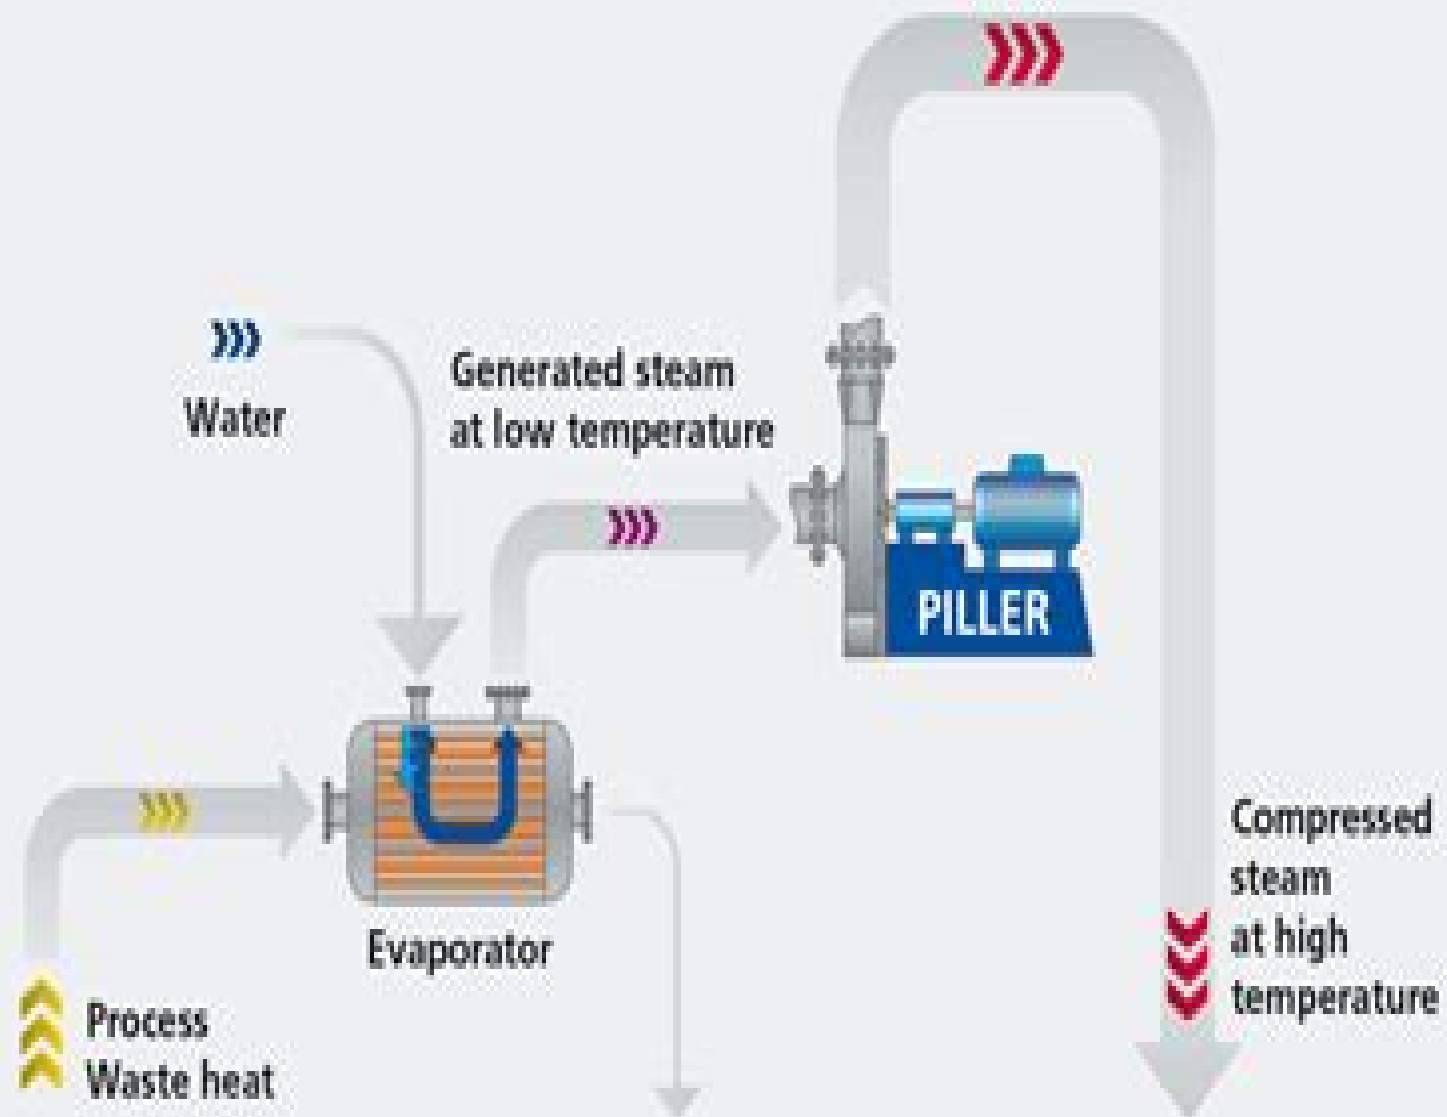 Water
Generated steam
at low temperature
PILLER
Evaporator
Process
Waste heat
Compressed
steam
at high
temperature